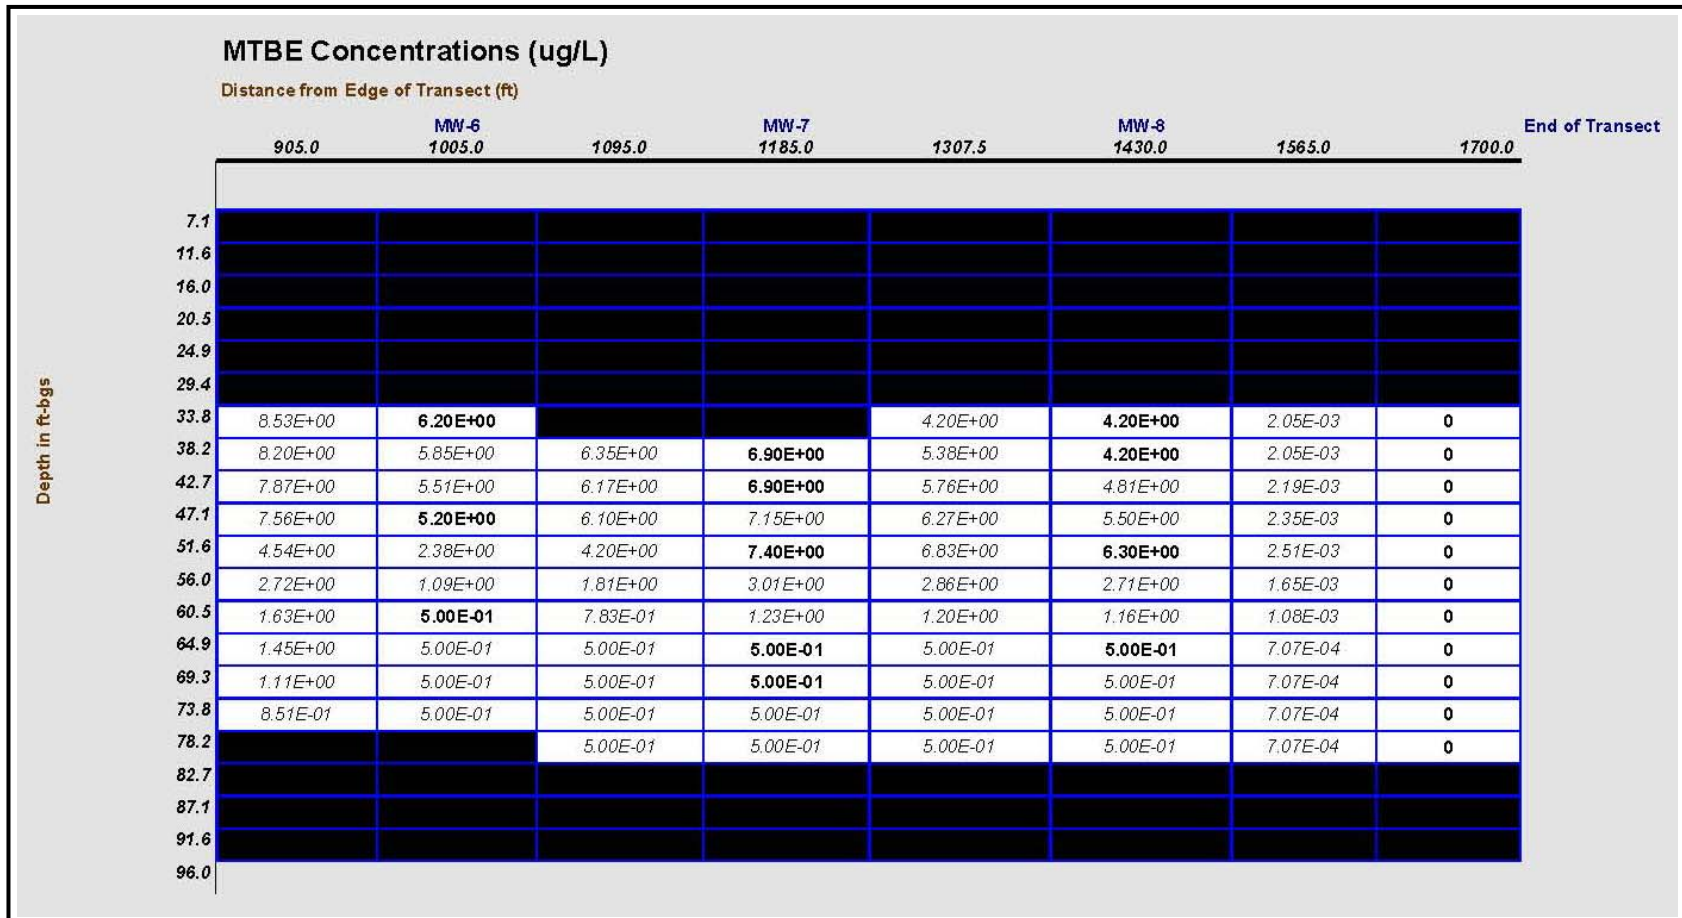 MTBE Concentrations (ug/L)
Distance from Edge of Transect (ft)
MW-6 MW-7 MW-8 End of Transect
905.0 1005.0 1095.0 1185.0 1307.5 1430.0 1565.0 1700.0
Depth in ft-bgs
7.1
11.6
16.0
20.5
24.9
29.4
33.8
8.53E+00 6.20E+00 4.20E+00 4.20E+00 2.05E-03 0
38.2
8.20E+00 5.85E+00 6.35E+00 6.90E+00 5.38E+00 4.20E+00 2.05E-03 0
42.7
7.87E+00 5.51E+00 6.17E+00 6.90E+00 5.76E+00 4.81E+00 2.19E-03 0
47.1
7.56E+00 5.20E+00 6.10E+00 7.15E+00 6.27E+00 5.50E+00 2.35E-03 0
51.6
4.54E+00 2.38E+00 4.20E+00 7.40E+00 6.83E+00 6.30E+00 2.51E-03 0
56.0
2.72E+00 1.09E+00 1.81E+00 3.01E+00 2.86E+00 2.71E+00 1.65E-03 0
60.5
1.63E+00 5.00E-01 7.83E-01 1.23E+00 1.20E+00 1.16E+00 1.08E-03 0
64.9
1.45E+00 5.00E-01 5.00E-01 5.00E-01 5.00E-01 5.00E-01 7.07E-04 0
69.3
1.11E+00 5.00E-01 5.00E-01 5.00E-01 5.00E-01 5.00E-01 7.07E-04 0
73.8
8.51E-01 5.00E-01 5.00E-01 5.00E-01 5.00E-01 5.00E-01 7.07E-04 0
78.2
5.00E-01 5.00E-01 5.00E-01 5.00E-01 7.07E-04 0
82.7
87.1
91.6
96.0